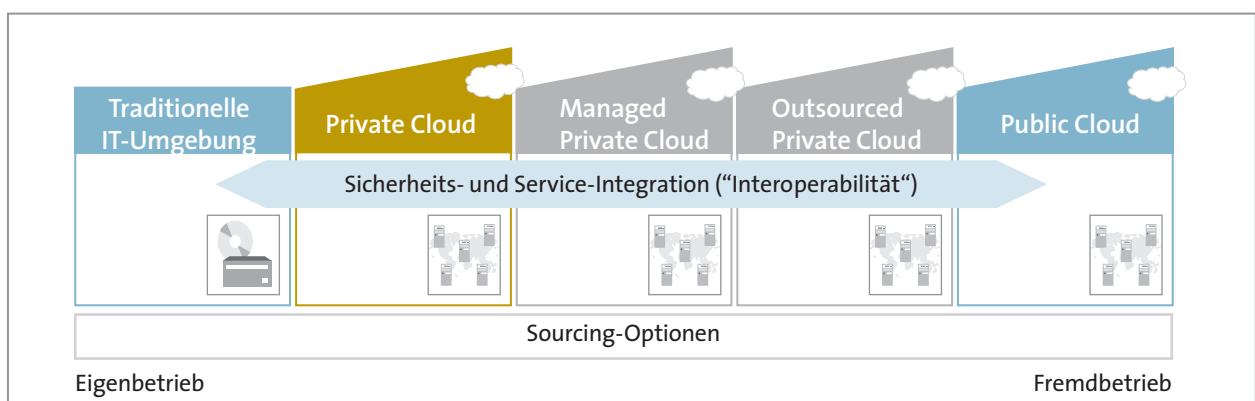 Traditionelle
IT-Umgebung
Private Cloud
Managed
Private Cloud
Outsourced
Private Cloud
Public Cloud
Sicherheits- und Service-Integration (“Interoperabilität“)
Sourcing-Optionen
Eigenbetrieb
Fremdbetrieb